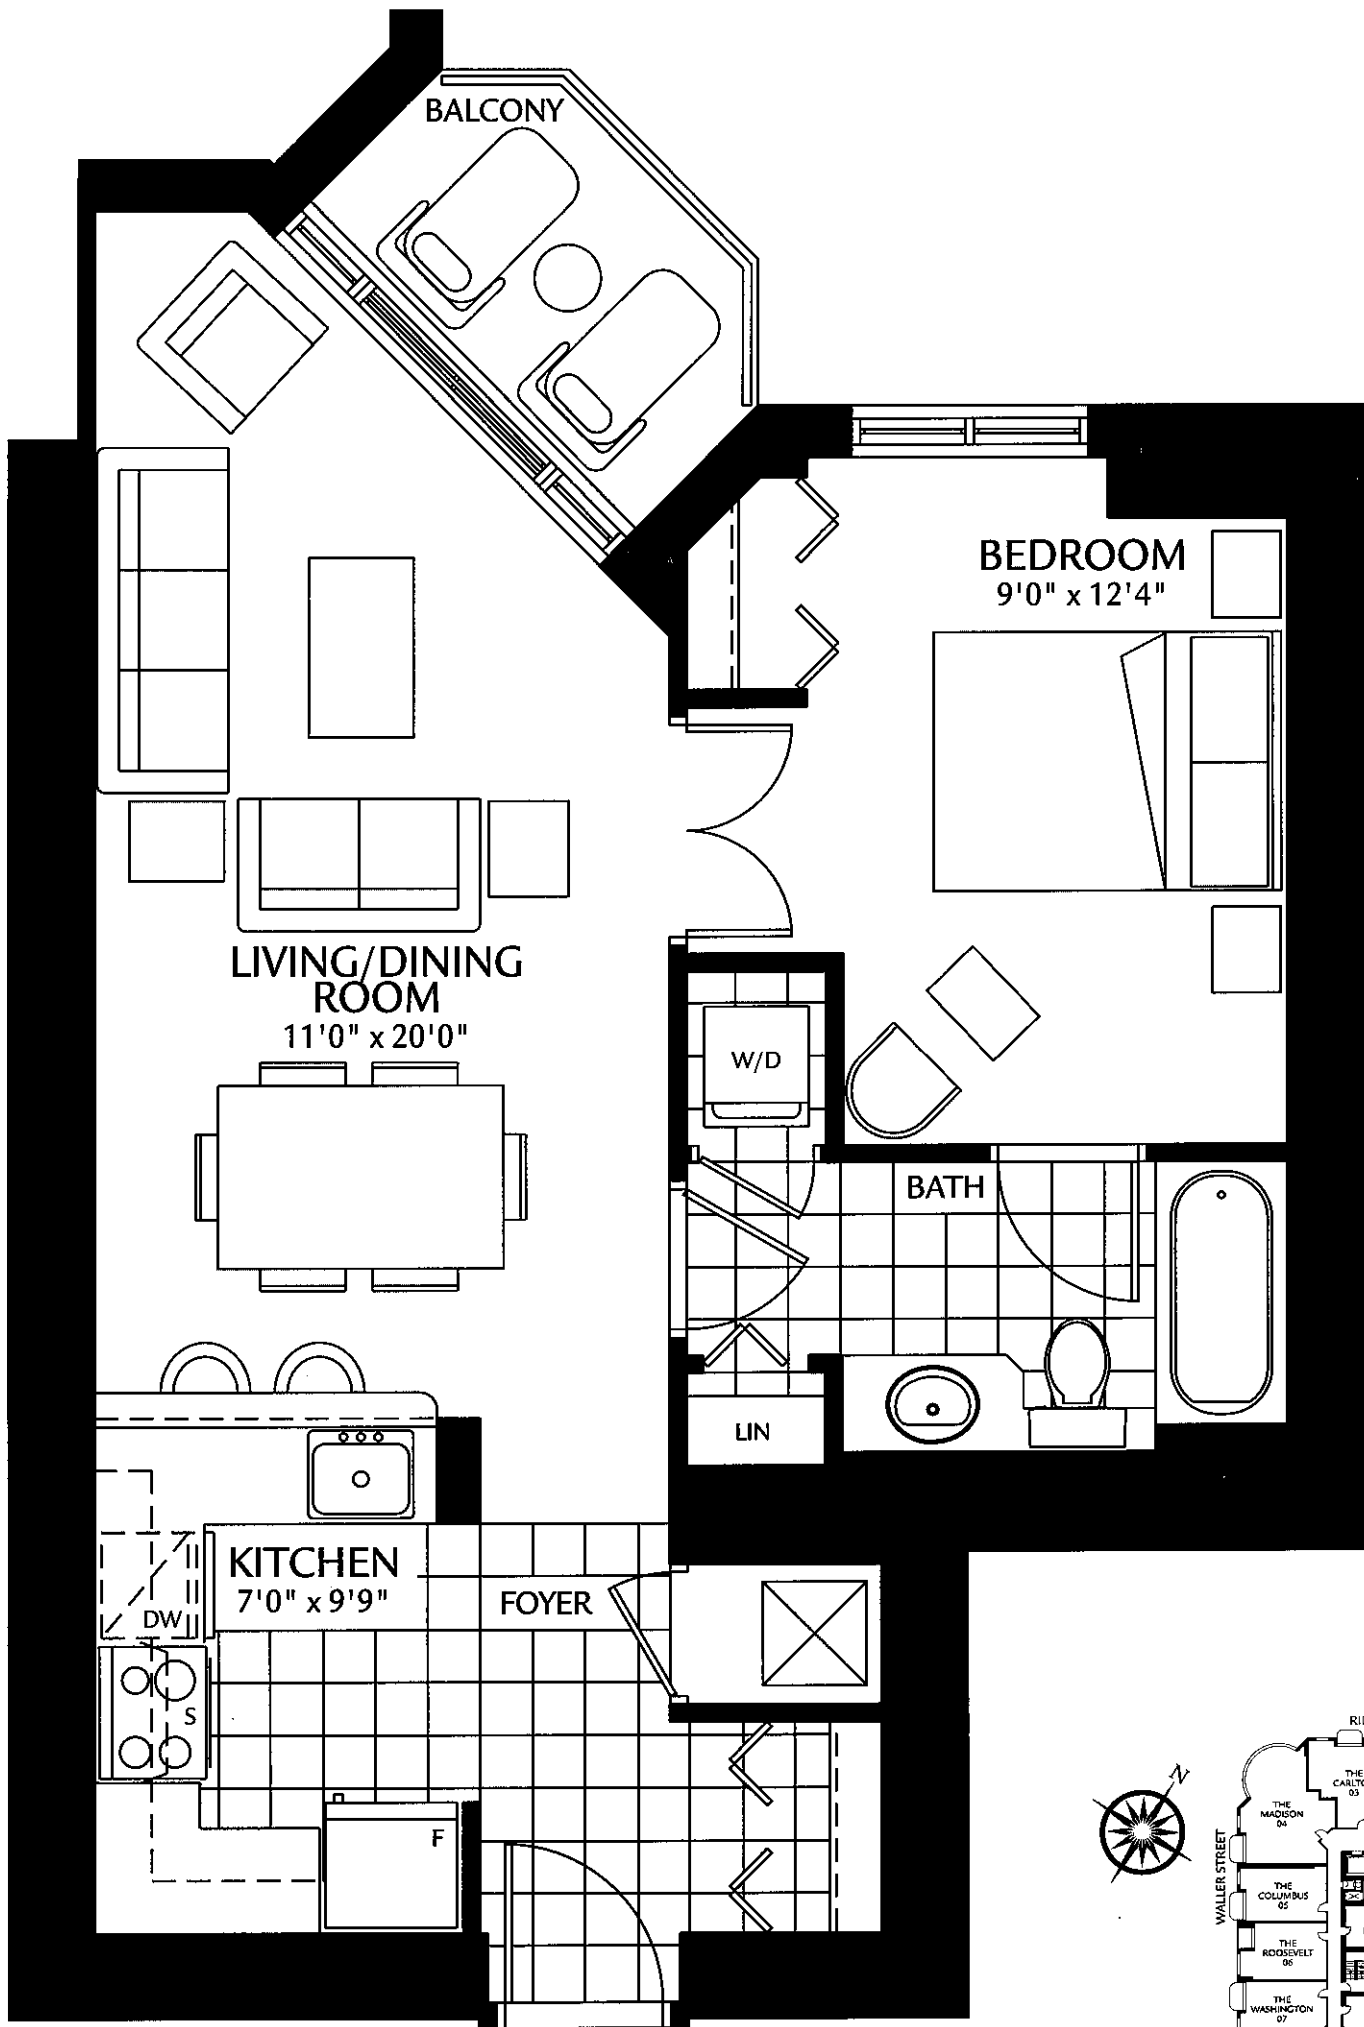 BALCONY
BEDROOM
9'0" x 12'4"
LIVING/DINING
ROOM
11'0" x 20'0"
W/D
BATH
LIN
KITCHEN
7'0" x 9'9"
FOYER
DW
S
F
N
WALLER STREET
THE
MADISON
04
THE
03
THE
COLUMBUS
05
THE
ROOSEVELT
06
THE
WASHINGTON
07